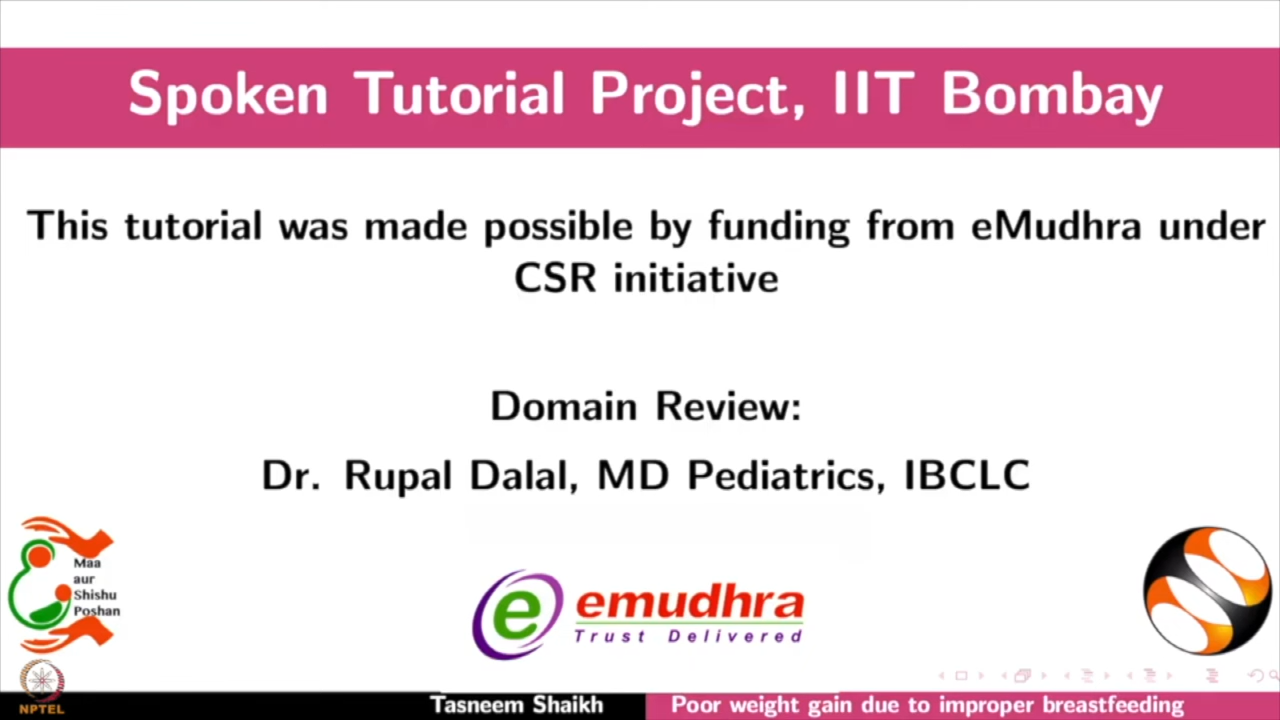 Spoken Tutorial Project, IIT Bombay
This tutorial was made possible by funding from eMudhra under
CSR initiative
Domain Review:
Dr. Rupal Dalal, MD Pediatrics, IBCLC
Maa
aur
Shishu
Poshan
e emudhra
Trust Delivered
NPTEL
Tasneem Shaikh
Poor weight gain due to improper breastfeeding